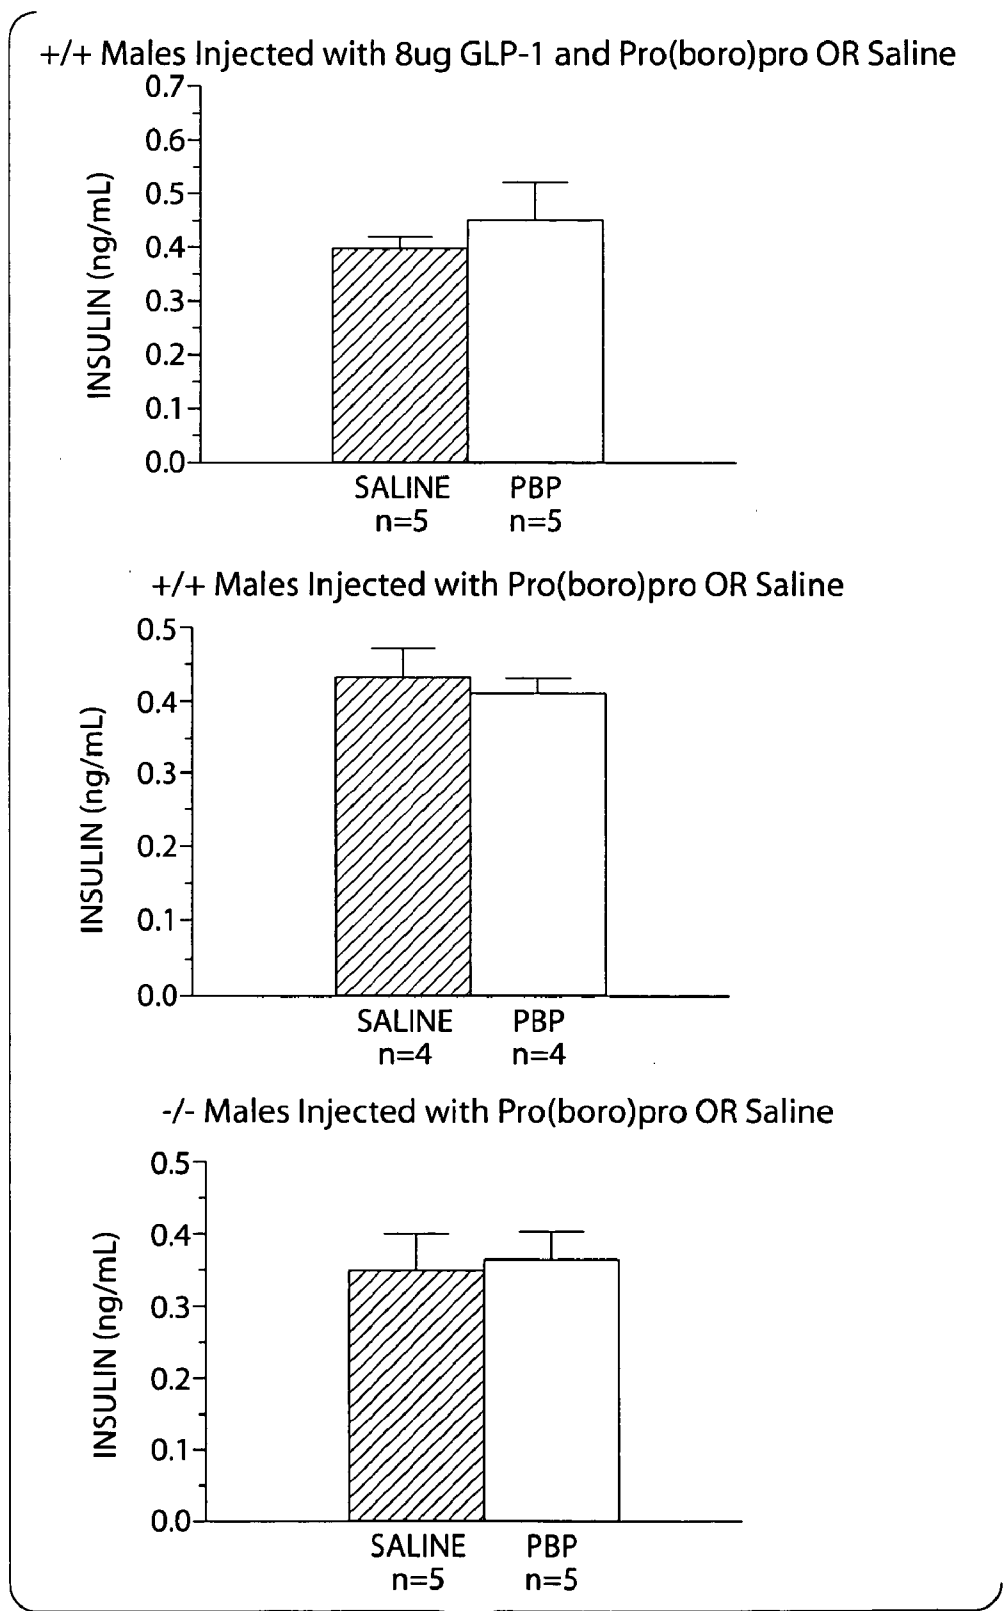 +/+ Males Injected with 8ug GLP-1 and Pro(boro)pro OR Saline
INSULIN (ng/mL)
0.7
0.6
0.5
0.4
0.3
0.2
0.1
0.0
SALINE PBP
n=5 n=5
+/+ Males Injected with Pro(boro)pro OR Saline
INSULIN (ng/mL)
0.5
0.4
0.3
0.2
0.1
0.0
SALINE PBP
n=4 n=4
-/- Males Injected with Pro(boro)pro OR Saline
INSULIN (ng/mL)
0.5
0.4
0.3
0.2
0.1
0.0
SALINE PBP
n=5 n=5